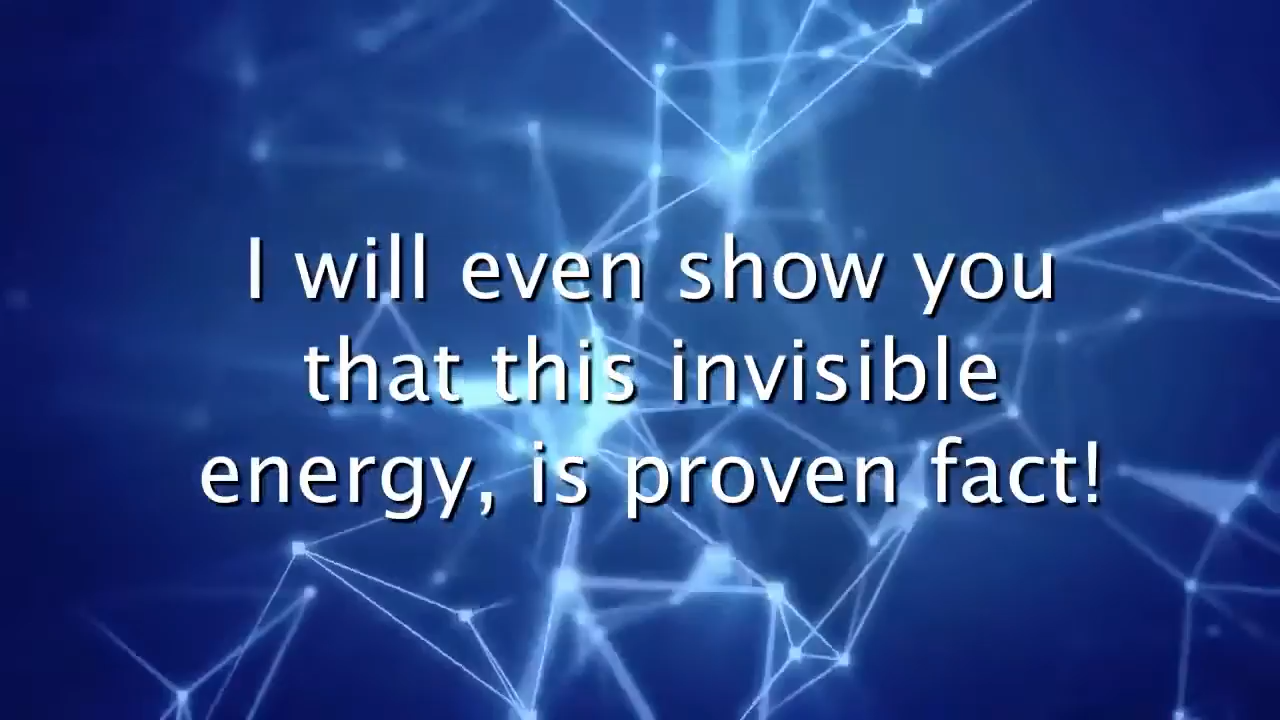 I will even show you
that this invisible
energy, is proven fact!